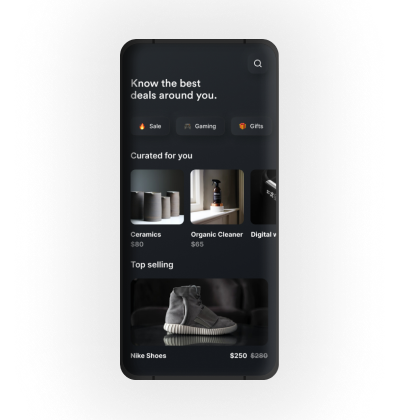 Know the best
deals around you.
Sale
Gaming
Gifts
Curated for you
Ceramics
Organic Cleaner
Digital w
$80
$65
Top selling
Nike Shoes
$250 $280